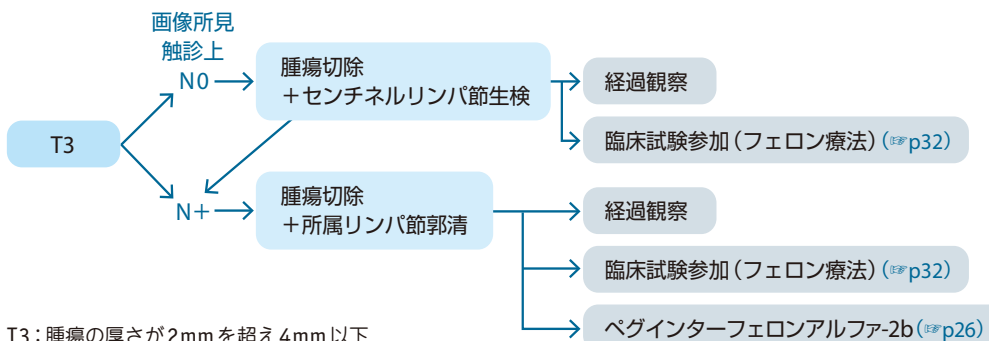 画像所見
触診上
N0
腫瘍切除
+センチネルリンパ節生検
経過観察
臨床試験参加(フェロン療法)(☞p32)
T3
N+
腫瘍切除
+所属リンパ節郭清
経過観察
臨床試験参加(フェロン療法)(☞p32)
ペグインターフェロンアルファ-2b(☞p26)
T3:腫瘍の厚さが2mmを超え4mm以下